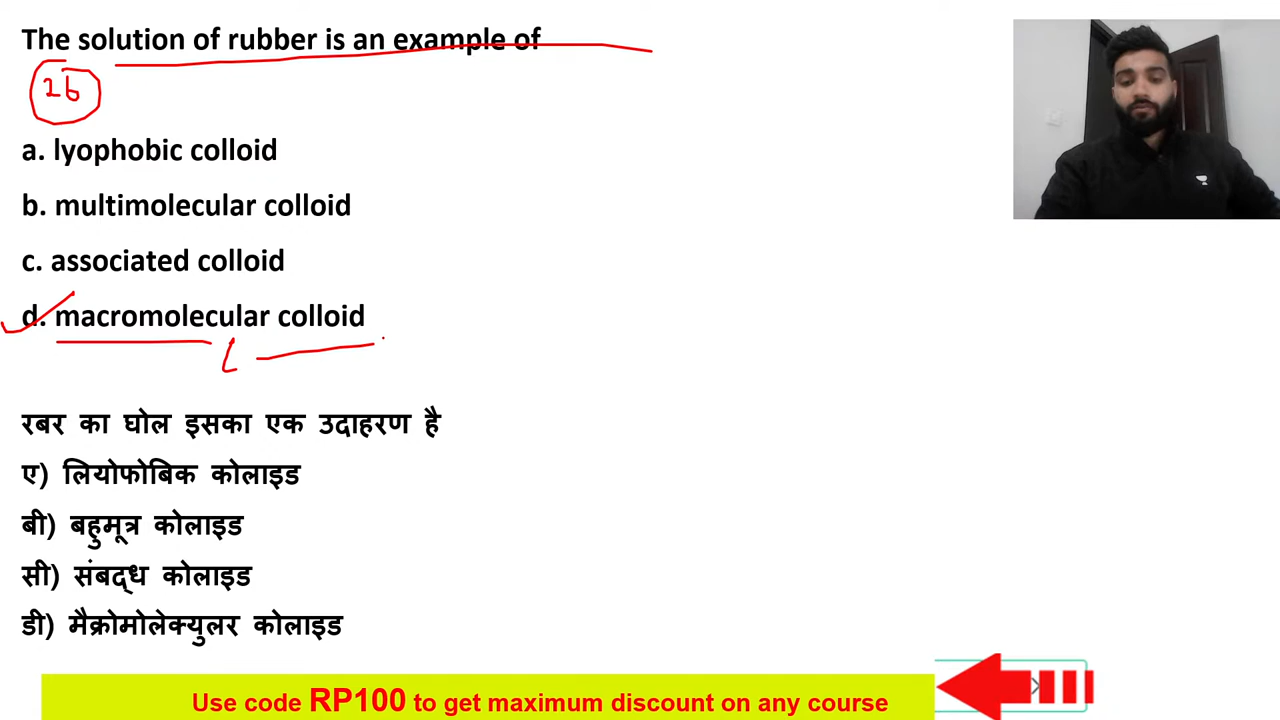 The solution of rubber is an example of
26
a. lyophobic colloid
b. multimolecular colloid
c. associated colloid
d. macromolecular colloid
रबर का घोल इसका एक उदाहरण है
ए) लियोफोबिक कोलाइड
बी) बहुमूत्र कोलाइड
सी) संबद्ध कोलाइड
डी) मैक्रोमोलेक्युलर कोलाइड
Use code RP100 to get maximum discount on any course